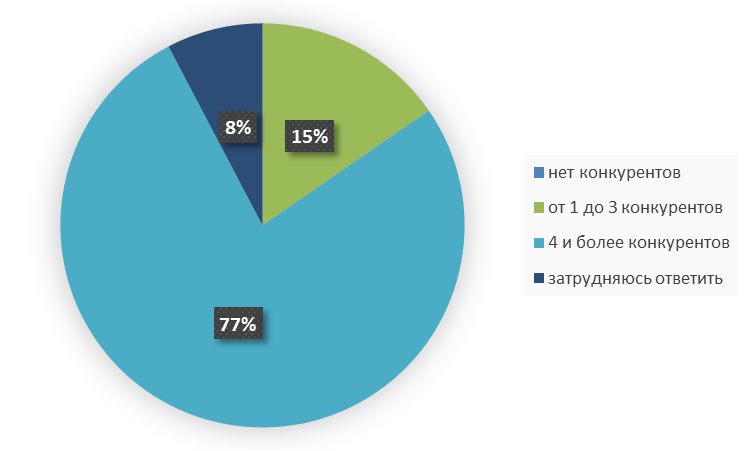 8%
15%
77%
нет конкурентов
от 1 до 3 конкурентов
4 и более конкурентов
затрудняюсь ответить